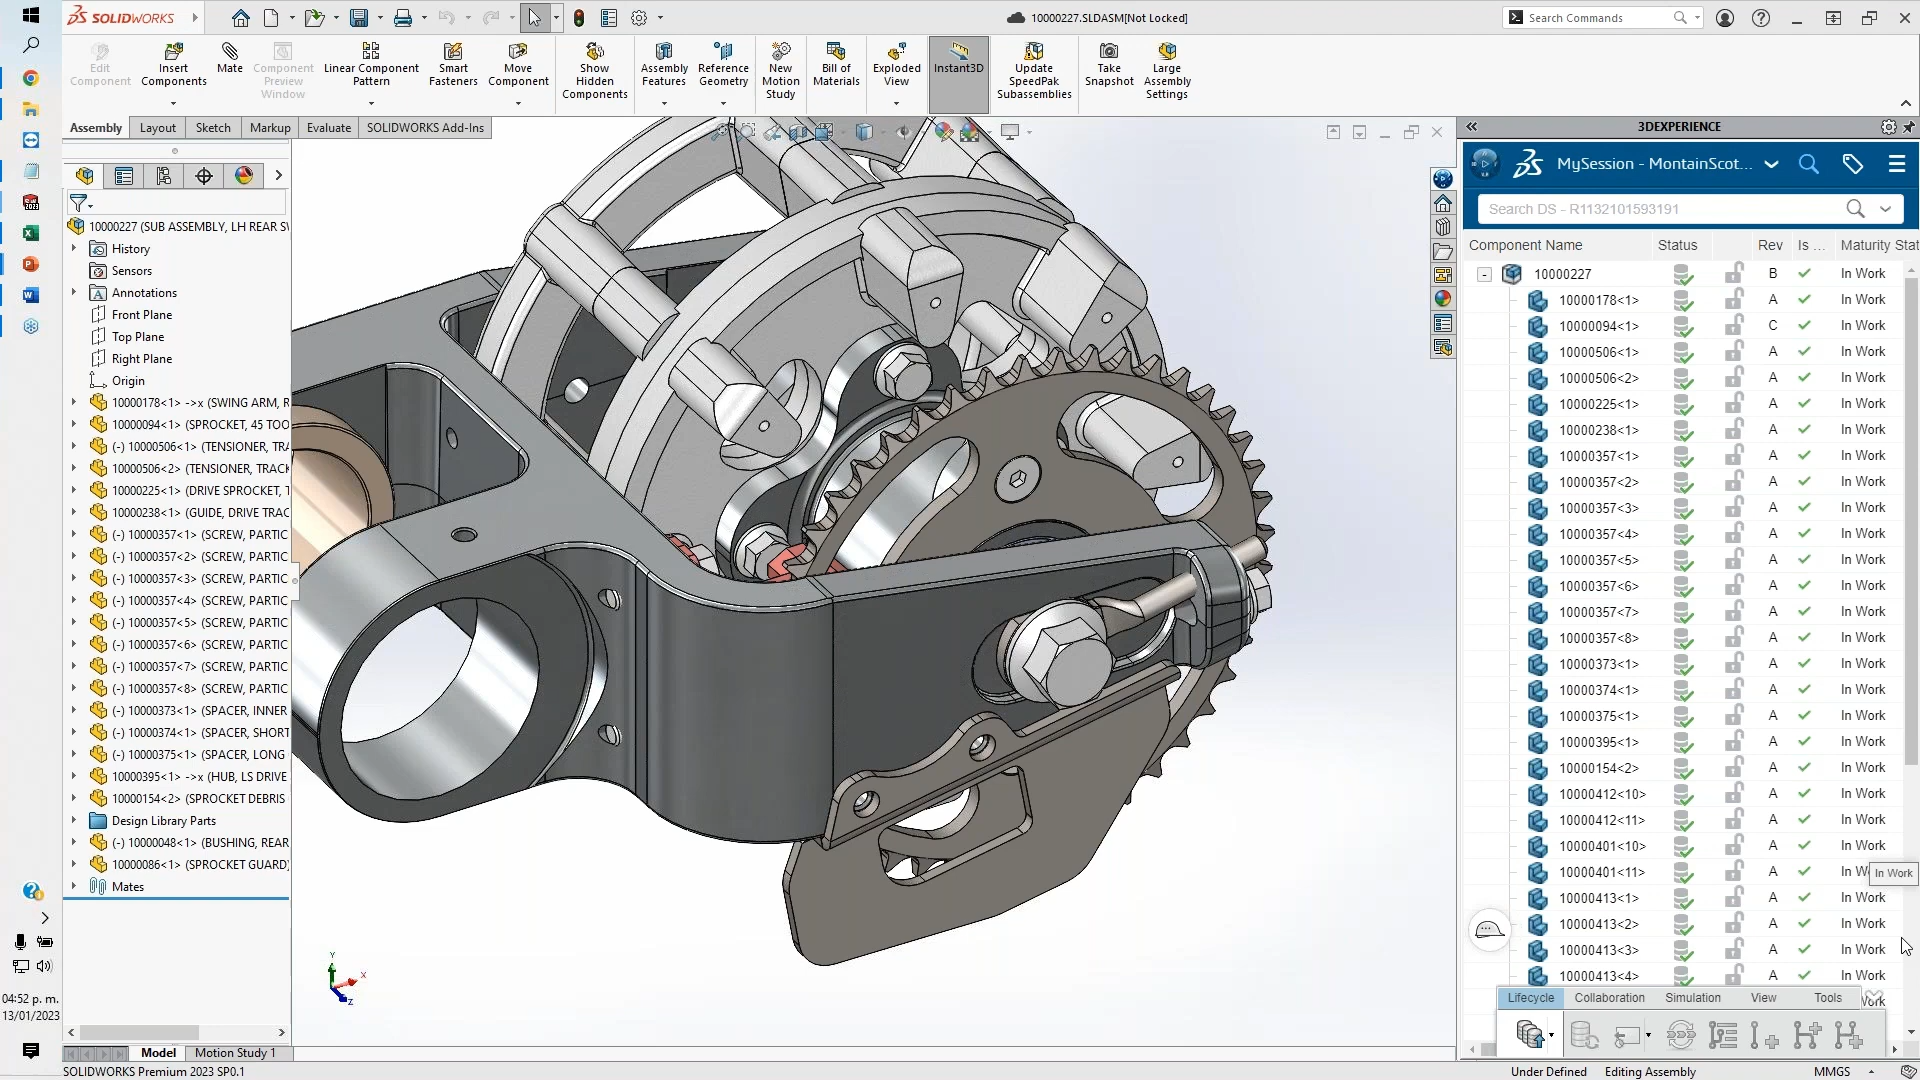 SOLIDWORKS
10000227.SLDASM[Not Locked]
Search Commands
Edit
Component
Insert
Components
Mate
Component
Preview
Window
Linear Component
Pattern
Smart
Fasteners
Move
Component
Show
Hidden
Components
Assembly
Features
Reference
Geometry
New
Motion
Study
Bill of
Materials
Exploded
View
Instant3D
Update
SpeedPak
Subassemblies
Take
Snapshot
Large
Assembly
Settings
Assembly Layout Sketch Markup Evaluate SOLIDWORKS Add-Ins
10000227 (SUB ASSEMBLY, LH REAR
History
Sensors
Annotations
Front Plane
Top Plane
Right Plane
Origin
10000178<1> ->x (SWING ARM,
10000094<1> (SPROCKET, 45
(-) 10000506<1> (TENSIONER,
10000506<2> (TENSIONER, TRACK
10000225<1> (DRIVE SPROCKET,
10000238<1> (GUIDE, DRIVE
(-) 10000357<1> (SCREW, PARTIC
(-) 10000357<2> (SCREW, PARTIC
(-) 10000357<3> (SCREW, PARTIC
(-) 10000357<4> (SCREW, PARTIC
(-) 10000357<5> (SCREW, PARTIC
(-) 10000357<6> (SCREW, PARTIC
(-) 10000357<7> (SCREW, PARTIC
(-) 10000357<8> (SCREW, PARTIC
(-) 10000373<1> (SPACER, INNER
(-) 10000374<1> (SPACER, SHORT
(-) 10000375<1> (SPACER, LONG
10000395<1> ->x (HUB, LS DRIVE
10000154<2> (SPROCKET DEBRIS
Design Library Parts
(-) 10000048<1> (BUSHING, REAR
10000086<1> (SPROCKET GUARD)
Mates
Y
X
Z
3DEXPERIENCE
MySession - MontainScot...
Search DS - R1132101593191
Component Name Status Rev Is ... Maturity Stat
10000227 B In Work
10000178<1> A In Work
10000094<1> C In Work
10000506<1> A In Work
10000506<2> A In Work
10000225<1> A In Work
10000238<1> A In Work
10000357<1> A In Work
10000357<2> A In Work
10000357<3> A In Work
10000357<4> A In Work
10000357<5> A In Work
10000357<6> A In Work
10000357<7> A In Work
10000357<8> A In Work
10000373<1> A In Work
10000374<1> A In Work
10000375<1> A In Work
10000395<1> A In Work
10000154<2> A In Work
10000412<10> A In Work
10000412<11> A In Work
10000401<10> A In Work
10000401<11> A In
In Work
10000413<1> A In Work
10000413<2> A In Work
10000413<3> A In Work
10000413<4> A In Work
Lifecycle Collaboration Simulation View Tools
04:52 p. m.
13/01/2023
Model Motion Study 1
SOLIDWORKS Premium 2023 SP0.1
Under Defined Editing Assembly MMGS